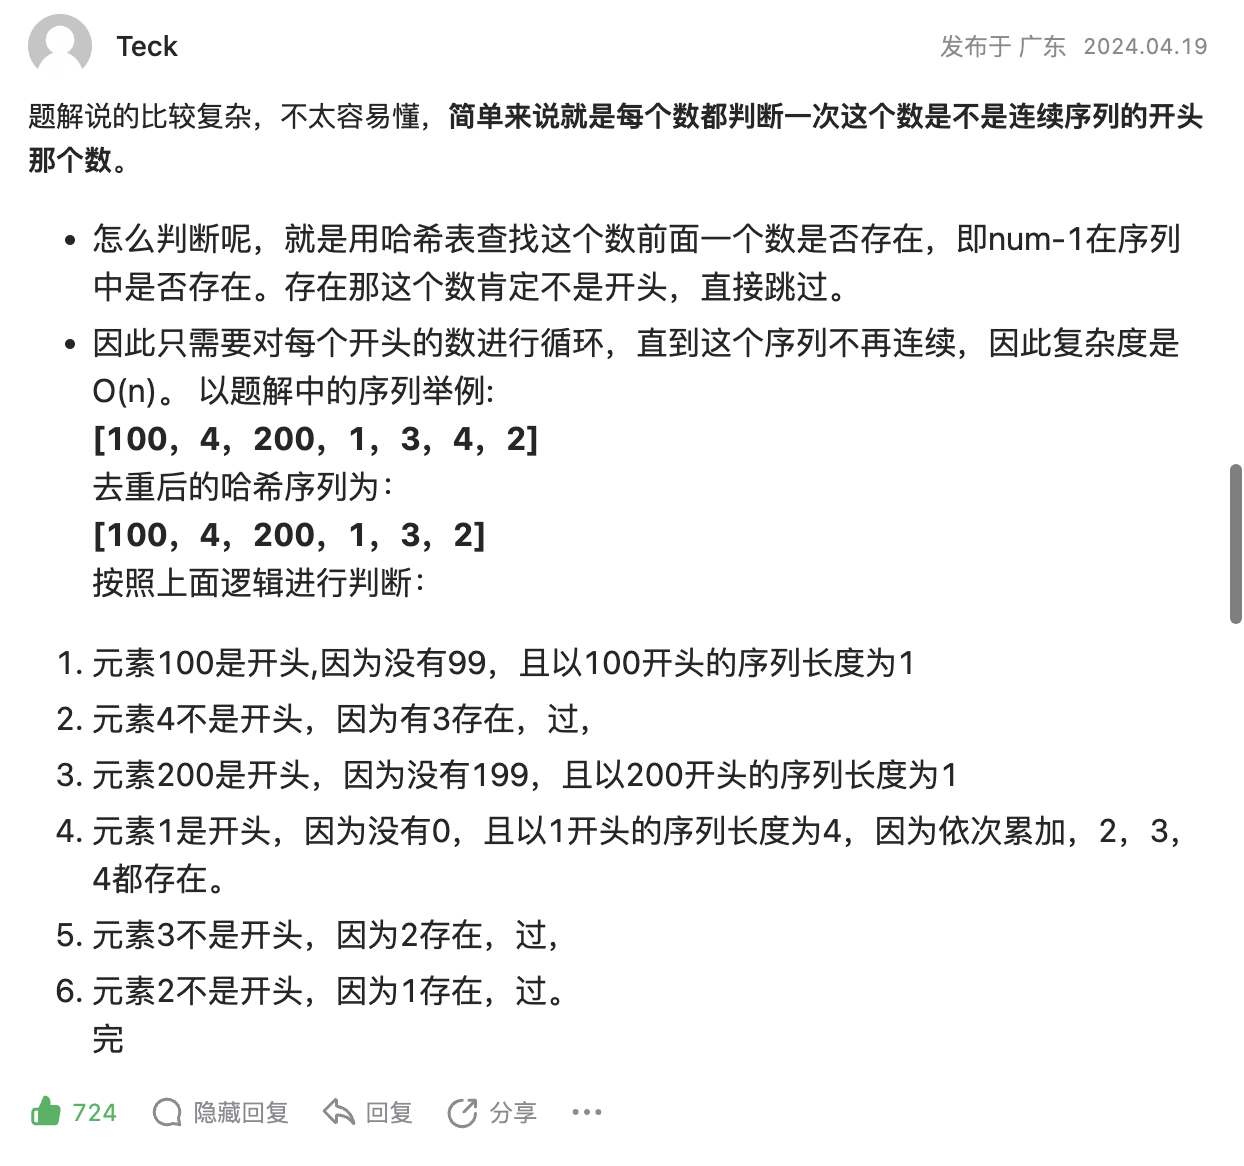 Teck
发布于 广东 2024.04.19
题解说的比较复杂，不太容易懂，简单来说就是每个数都判断一次这个数是不是连续序列的开头
那个数。
• 怎么判断呢，就是用哈希表查找这个数前面一个数是否存在，即num-1在序列
中是否存在。存在那这个数肯定不是开头，直接跳过。
• 因此只需要对每个开头的数进行循环，直到这个序列不再连续，因此复杂度是
O(n)。 以题解中的序列举例:
[100，4，200，1，3，4，2]
去重后的哈希序列为：
[100，4，200，1，3，2]
按照上面逻辑进行判断：
1. 元素100是开头,因为没有99，且以100开头的序列长度为1
2. 元素4不是开头，因为有3存在，过，
3. 元素200是开头，因为没有199，且以200开头的序列长度为1
4. 元素1是开头，因为没有0，且以1开头的序列长度为4，因为依次累加，2，3，
4都存在。
5. 元素3不是开头，因为2存在，过，
6. 元素2不是开头，因为1存在，过。
完
724 隐藏回复 回复 分享 ···